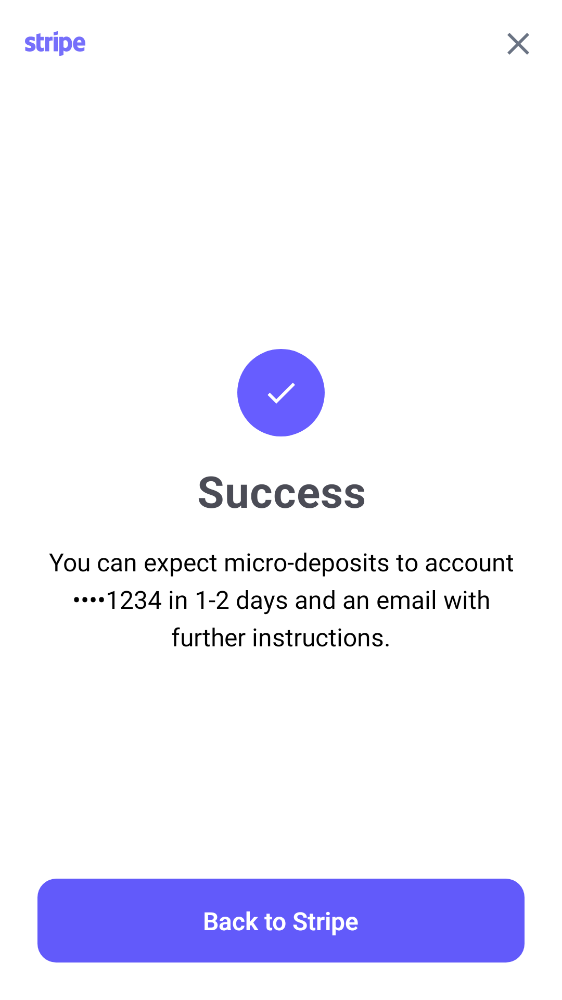 stripe
Success
You can expect micro-deposits to account
••••1234 in 1-2 days and an email with
further instructions.
Back to Stripe